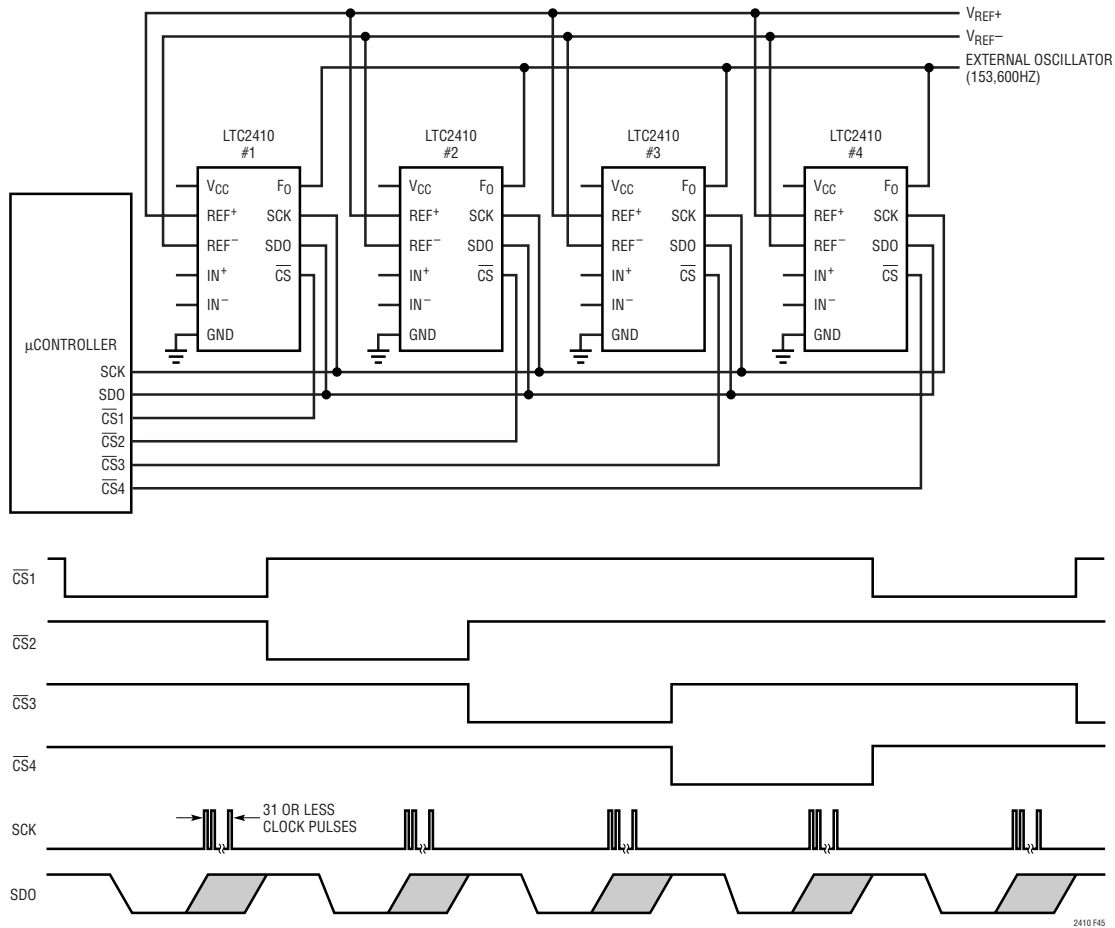 VREF+
VREF–
EXTERNAL OSCILLATOR
(153,600HZ)
LTC2410
#1
LTC2410
#2
LTC2410
#3
LTC2410
#4
VCC
FO
REF+
SCK
REF–
SDO
IN+
CS
IN–
GND
VCC
FO
REF+
SCK
REF–
SDO
IN+
CS
IN–
GND
VCC
FO
REF+
SCK
REF–
SDO
IN+
CS
IN–
GND
VCC
FO
REF+
SCK
REF–
SDO
IN+
CS
IN–
GND
µCONTROLLER
SCK
SDO
CS1
CS2
CS3
CS4
CS1
CS2
CS3
CS4
SCK
31 OR LESS
CLOCK PULSES
SDO
2410 F45